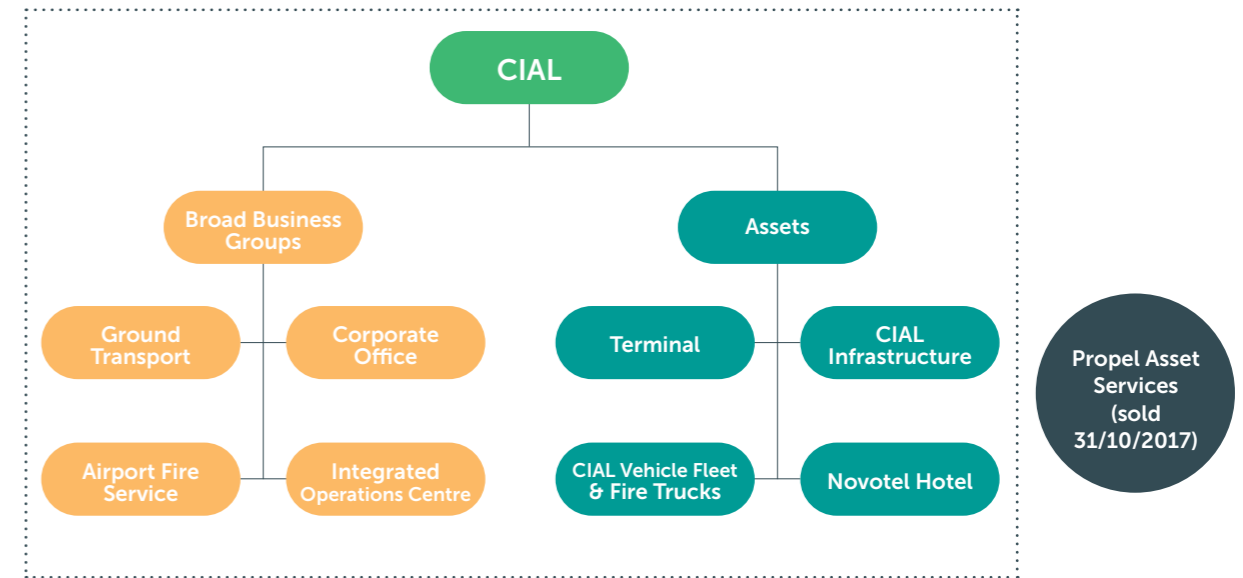 CIAL
Broad Business
Groups
Assets
Ground
Transport
Corporate
Office
Terminal
CIAL
Infrastructure
Airport Fire
Service
Integrated
Operations Centre
CIAL Vehicle Fleet
& Fire Trucks
Novotel Hotel
Propel Asset
Services
(sold
31/10/2017)